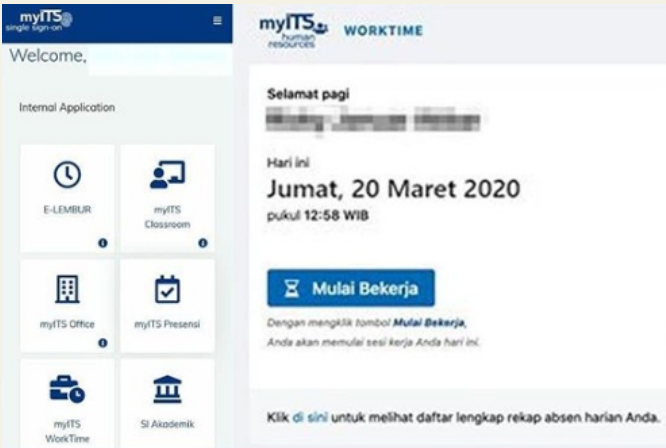 myITS
single sign-on
Welcome,
Internal Application
E-LEMBUR
myITS
Classroom
myITS Office
myITS Presensi
myITS
WorkTime
SI Akademik
myITS
human
resources
WORKTIME
Selamat pagi
Hari ini
Jumat, 20 Maret 2020
pukul 12:58 WIB
Mulai Bekerja
Dengan mengklik tombol Mulai Bekerja,
Anda akan memulai sesi kerja Anda hari ini.
Klik di sini untuk melihat daftar lengkap rekap absen harian Anda.